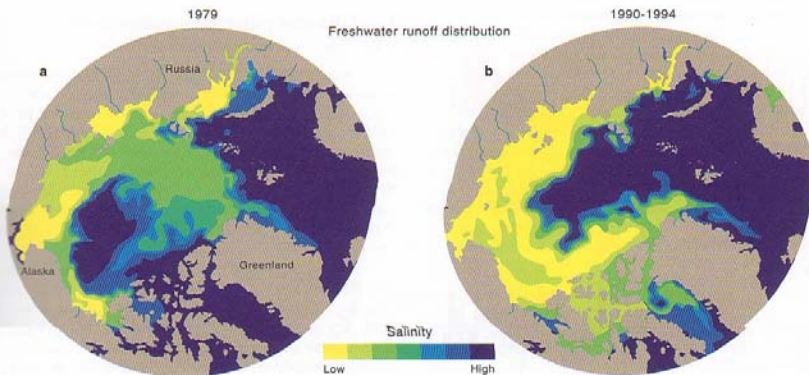 1979
1990-1994
Freshwater runoff distribution
a
Russia
b
Alaska
Greenland
Salinity
Low
High